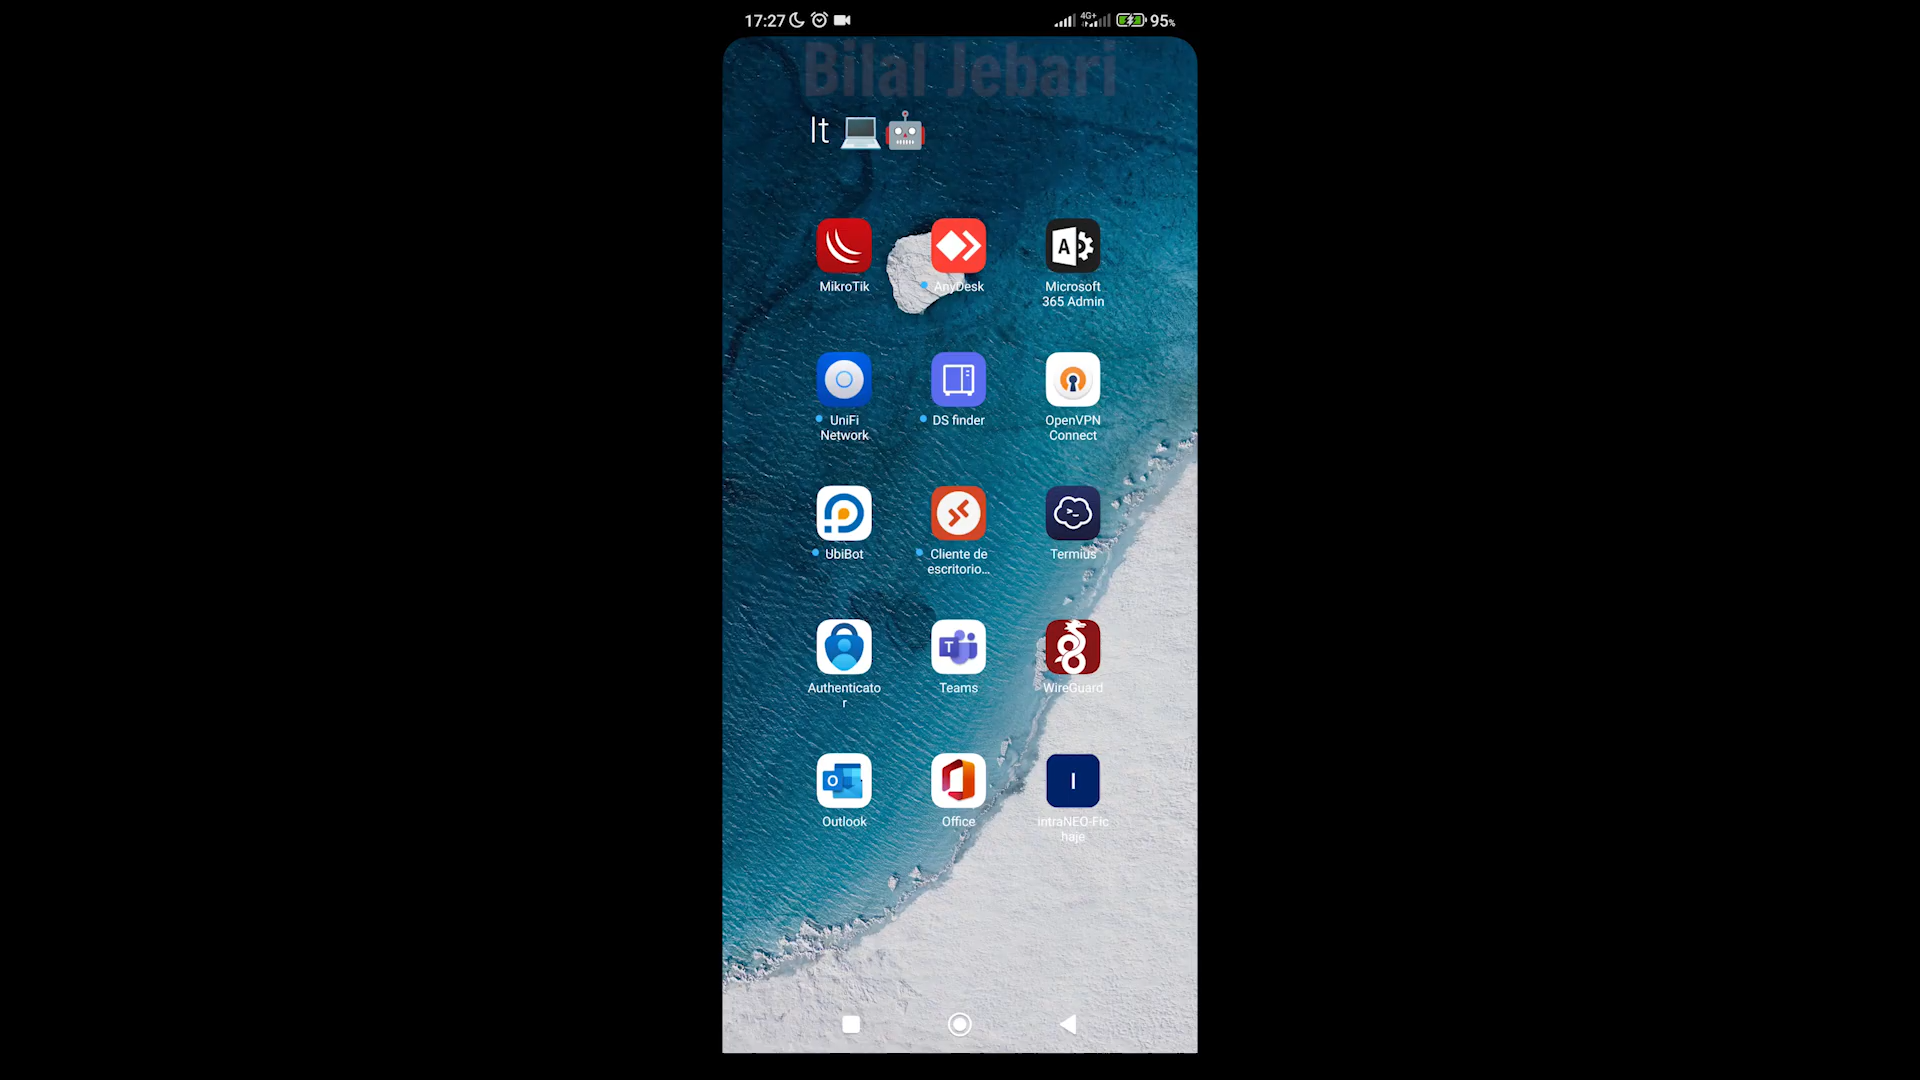 17:27 4G+ 95%
Bilal Jebari
It
MikroTik
AnyDesk
Microsoft
365 Admin
UniFi
Network
DS finder
OpenVPN
Connect
UbiBot
Cliente de
escritorio...
Termius
Authenticato
r
Teams
WireGuard
Outlook
Office
intraNEO-Fic
haje